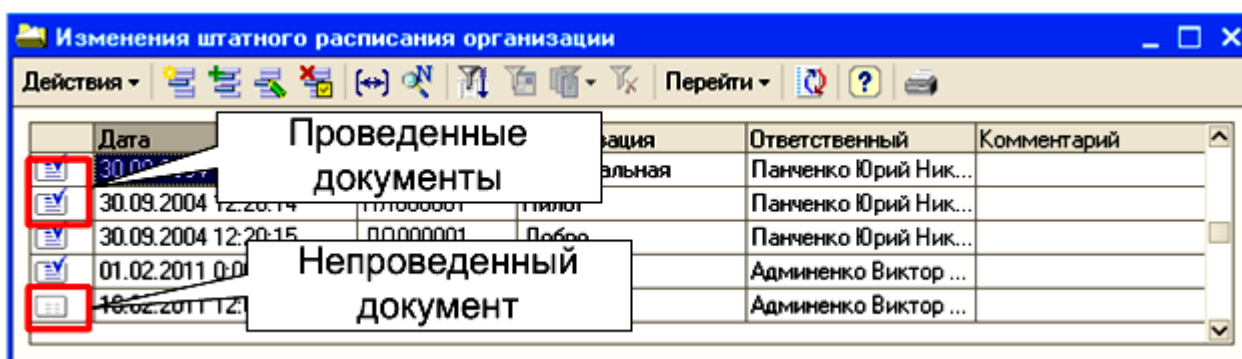 Изменения штатного расписания организации
Действия Перейти
Дата Ответственный Комментарий
Проведенные
документы
Панченко Юрий Ник...
30.09.2004 12:20:14 ПЛ000001 Пилот Панченко Юрий Ник...
30.09.2004 12:20:15 ДО000001 Добро Панченко Юрий Ник...
Непроведенный
документ
01.02.2011 Админенко Виктор ...
Админенко Виктор ...